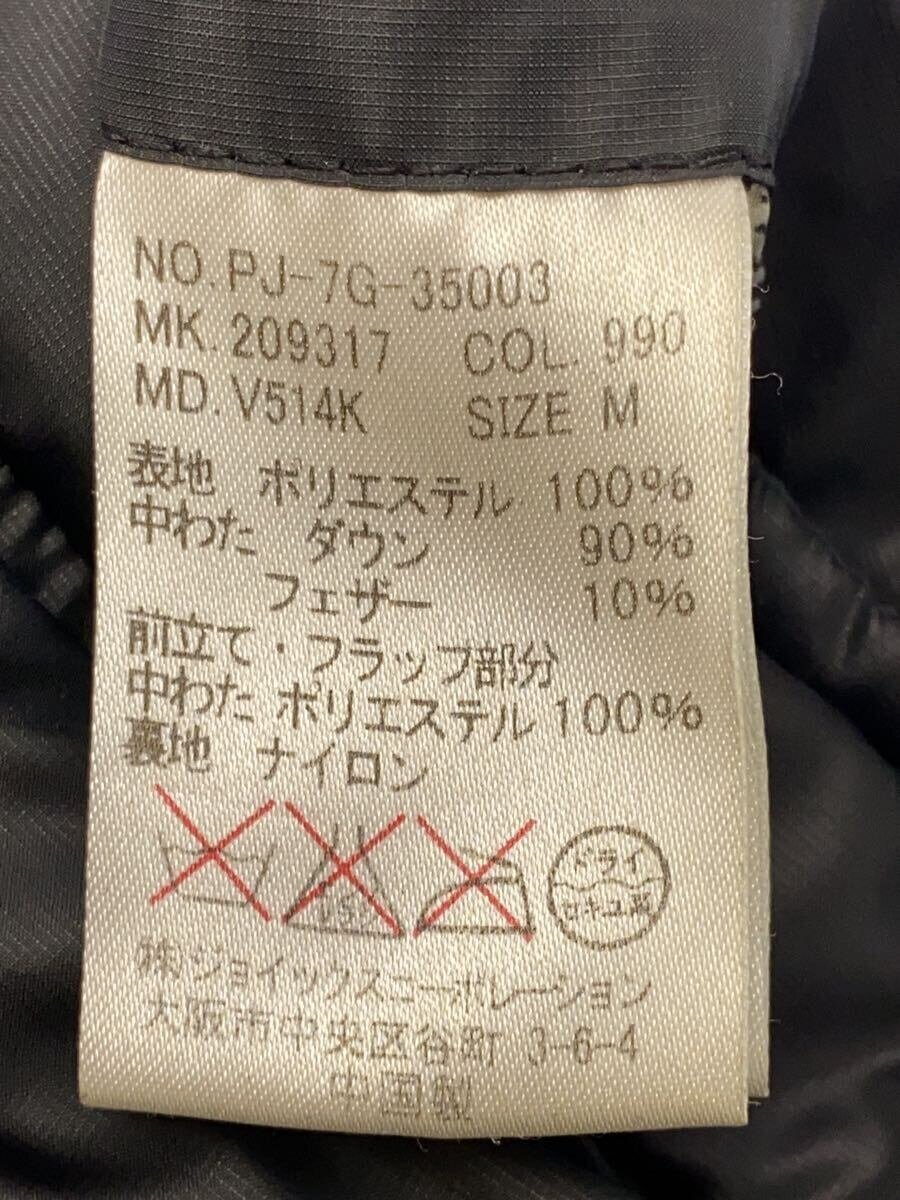 NO.PJ-7G-35003
MK.209317 COL. 990
MD.V514K SIZE M
表地 ポリエステル 100%
中わた ダウン 90%
フェザー 10%
前立て・フラップ部分
中わた ポリエステル 100%
裏地 ナイロン
ドライ
セキユ系
㈱ジョイックスコーポレーション
大阪市中央区谷町 3-6-4
中国製